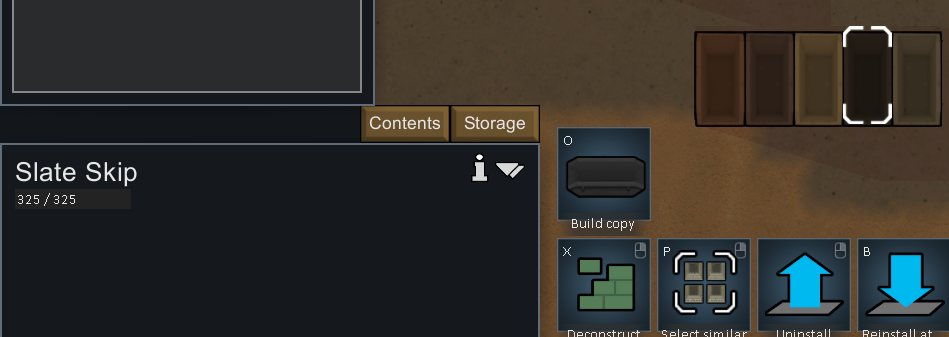 Contents Storage
Slate Skip
325 / 325
O
Build copy
X P B
Deconstruct Select similar Uninstall Reinstall at